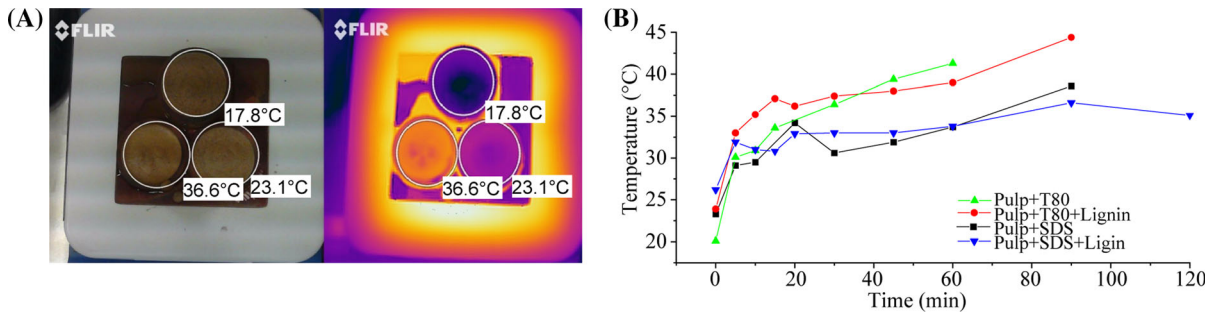 (A)
FLIR
17.8°C
36.6°C
23.1°C
FLIR
17.8°C
36.6°C
23.1°C
(B)
Temperature (°C)
45
40
35
30
25
20
Pulp+T80
Pulp+T80+Lignin
Pulp+SDS
Pulp+SDS+Ligin
0 20 40 60 80 100 120
Time (min)